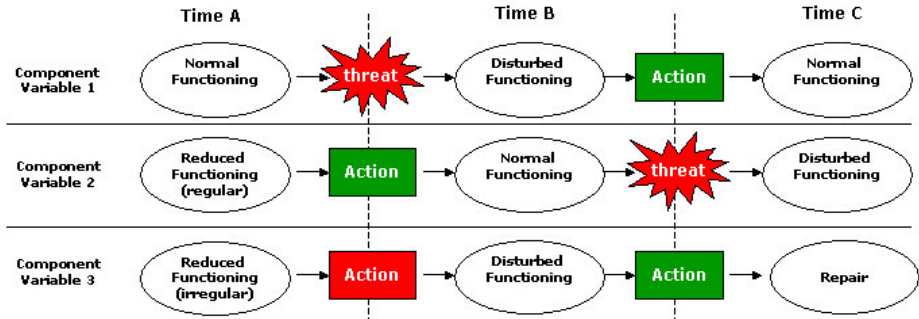 Time A
Time B
Time C
Component
Variable 1
Normal
Functioning
threat
Disturbed
Functioning
Action
Normal
Functioning
Component
Variable 2
Reduced
Functioning
(regular)
Action
Normal
Functioning
threat
Disturbed
Functioning
Component
Variable 3
Reduced
Functioning
(irregular)
Action
Disturbed
Functioning
Action
Repair